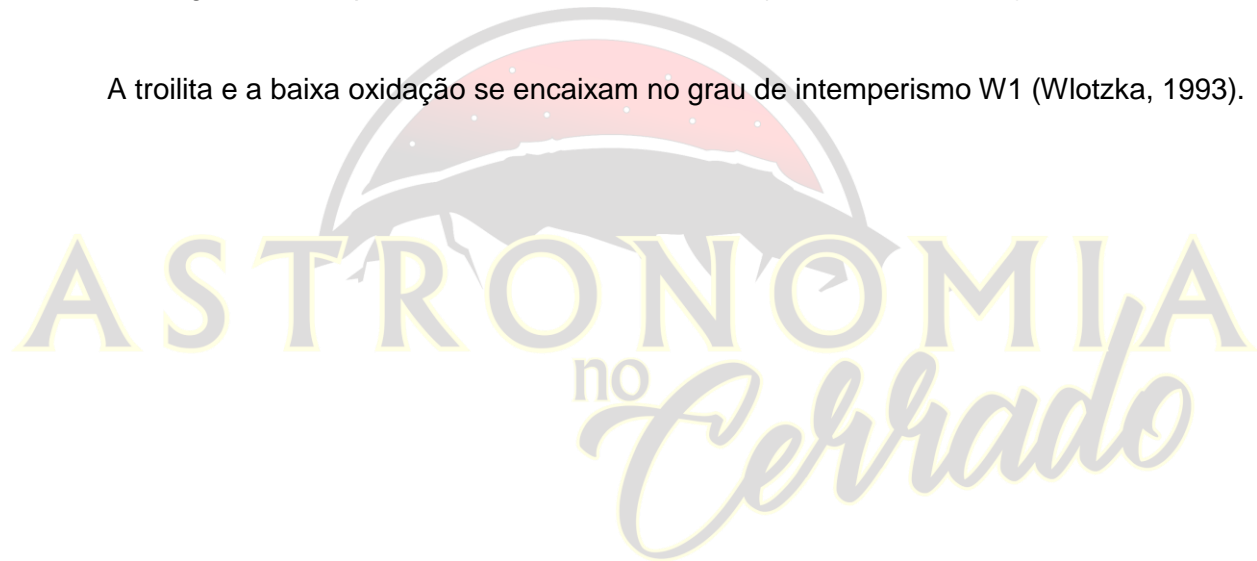 A troilita e a baixa oxidação se encaixam no grau de intemperismo W1 (Wlotzka, 1993).
ASTRONOMIA
no
Cerrado